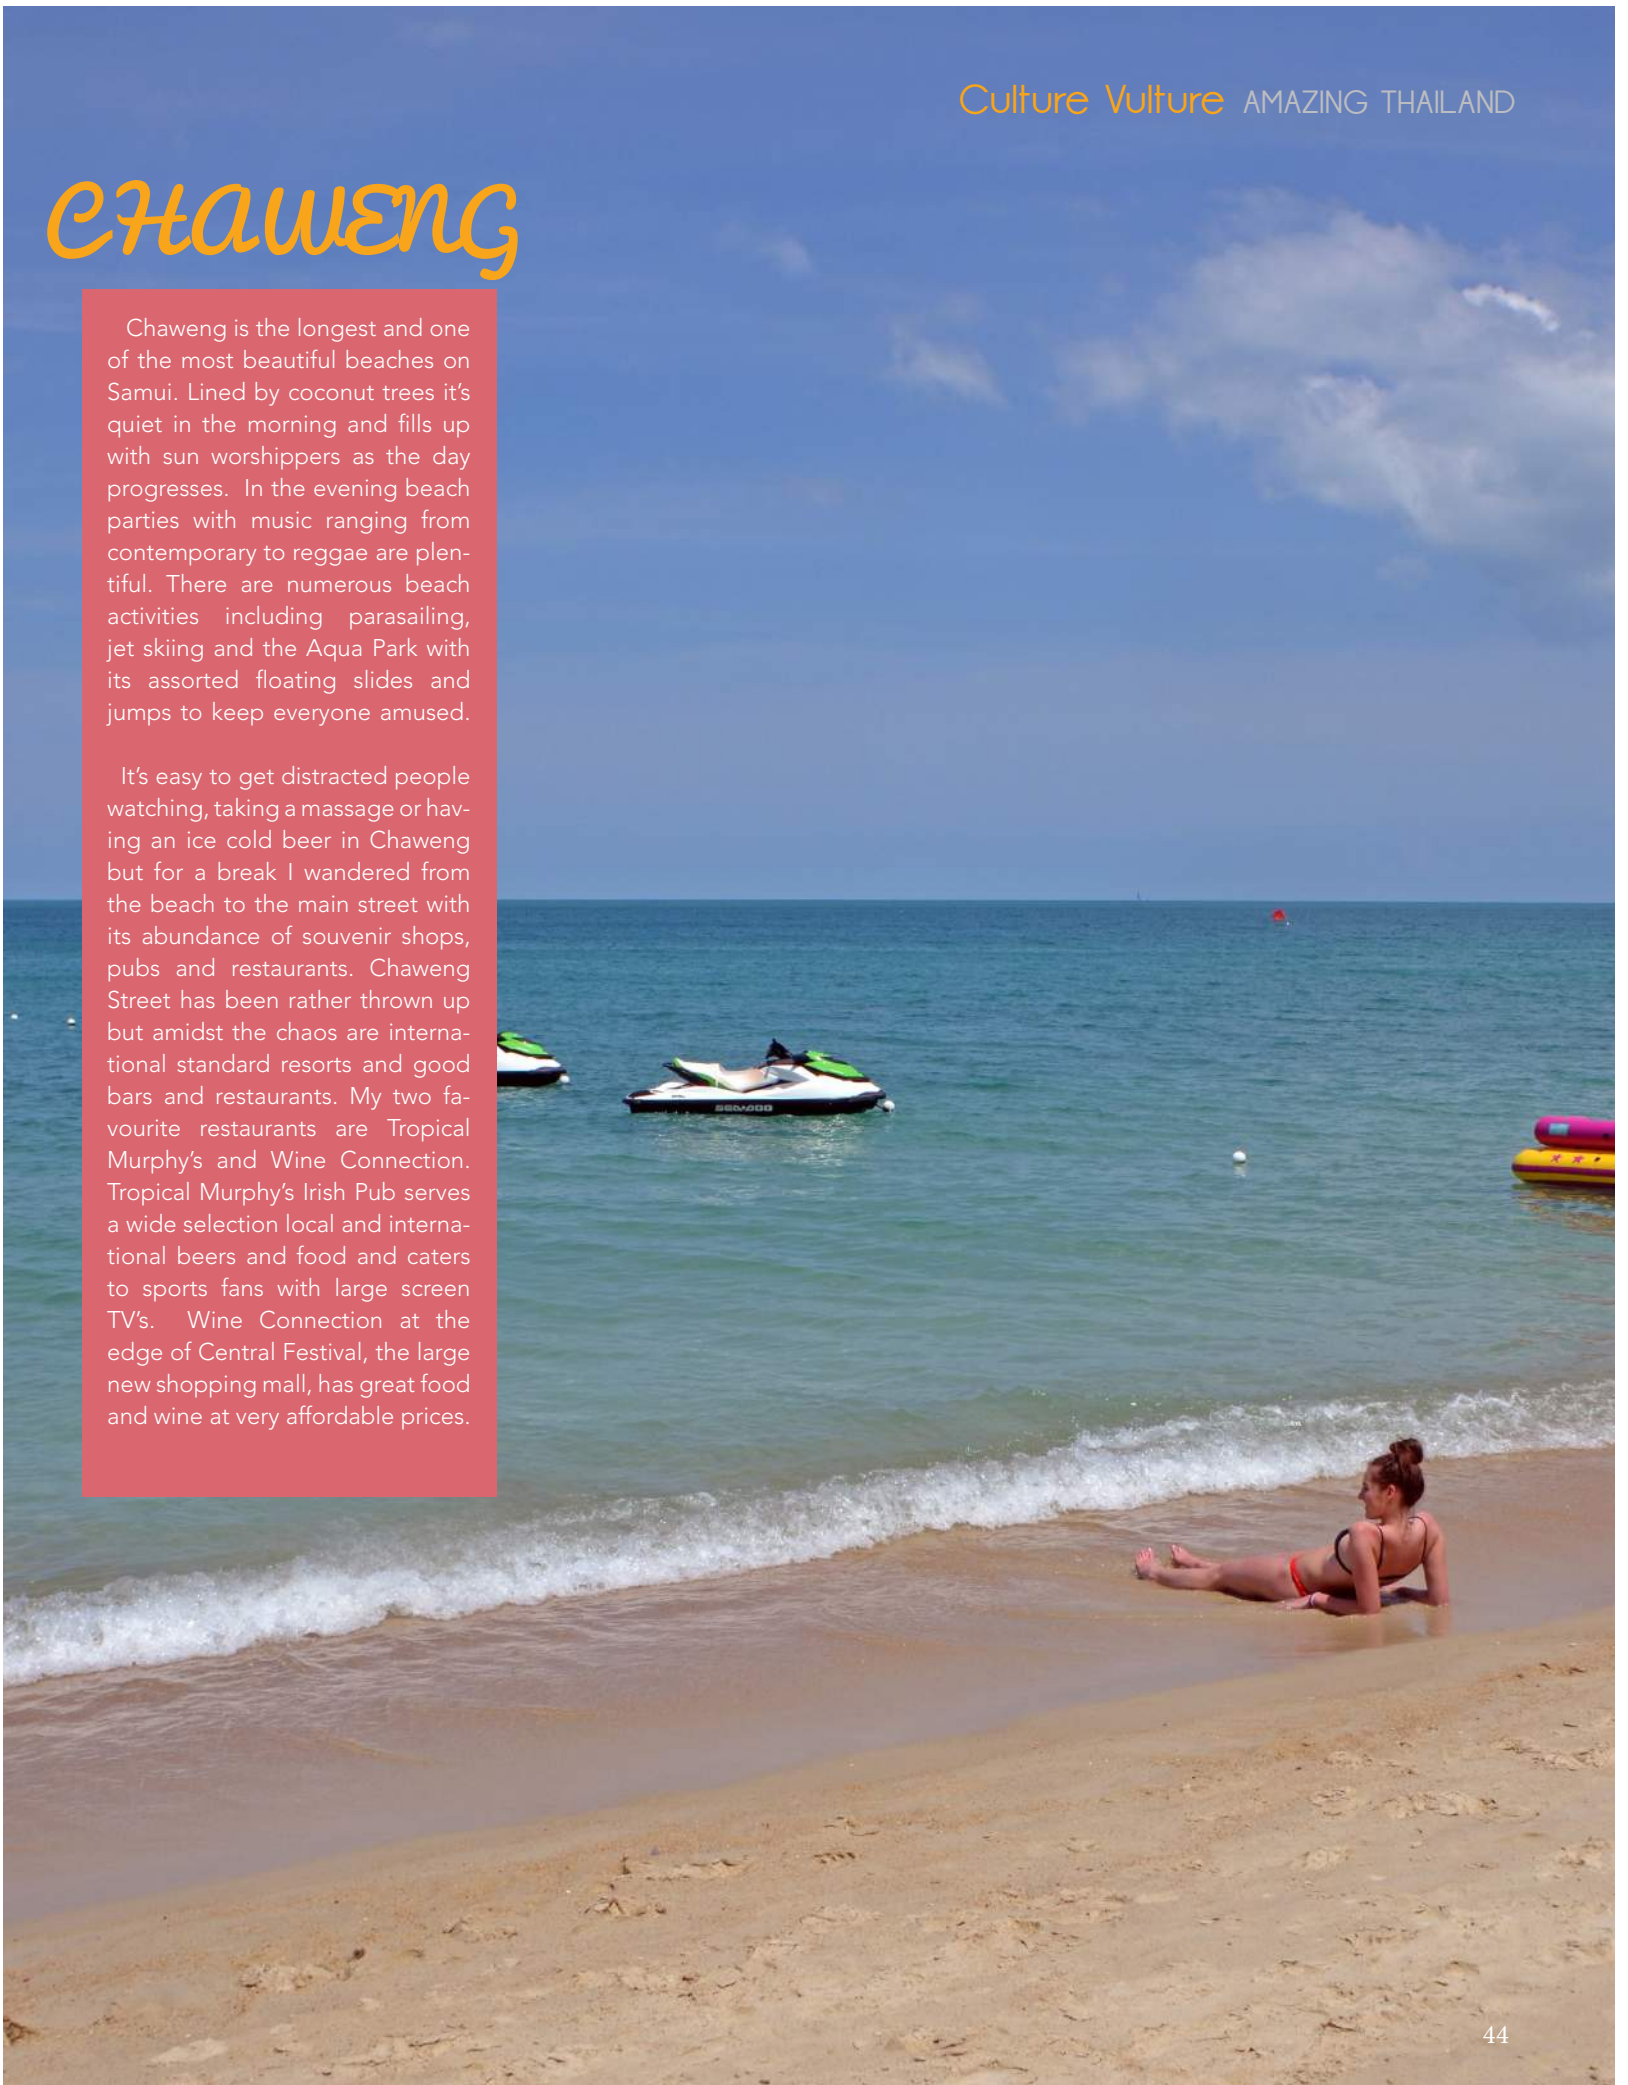 Culture Vulture AMAZING THAILAND
CHAWENG
Chaweng is the longest and one
of the most beautiful beaches on
Samui. Lined by coconut trees it's
quiet in the morning and fills up
with sun worshippers as the day
progresses.  In the evening beach
parties with music ranging from
contemporary to reggae are plen-
tiful. There are numerous beach
activities including parasailing,
jet skiing and the Aqua Park with
its assorted floating slides and
jumps to keep everyone amused.
It's easy to get distracted people
watching, taking a massage or hav-
ing an ice cold beer in Chaweng
but for a break I wandered from
the beach to the main street with
its abundance of souvenir shops,
pubs and restaurants. Chaweng
Street has been rather thrown up
but amidst the chaos are interna-
tional standard resorts and good
bars and restaurants. My two fa-
vourite restaurants are Tropical
Murphy's and Wine Connection.
Tropical Murphy's Irish Pub serves
a wide selection local and interna-
tional beers and food and caters
to sports fans with large screen
TV's.  Wine Connection at the
edge of Central Festival, the large
new shopping mall, has great food
and wine at very affordable prices.
SEADOO
44